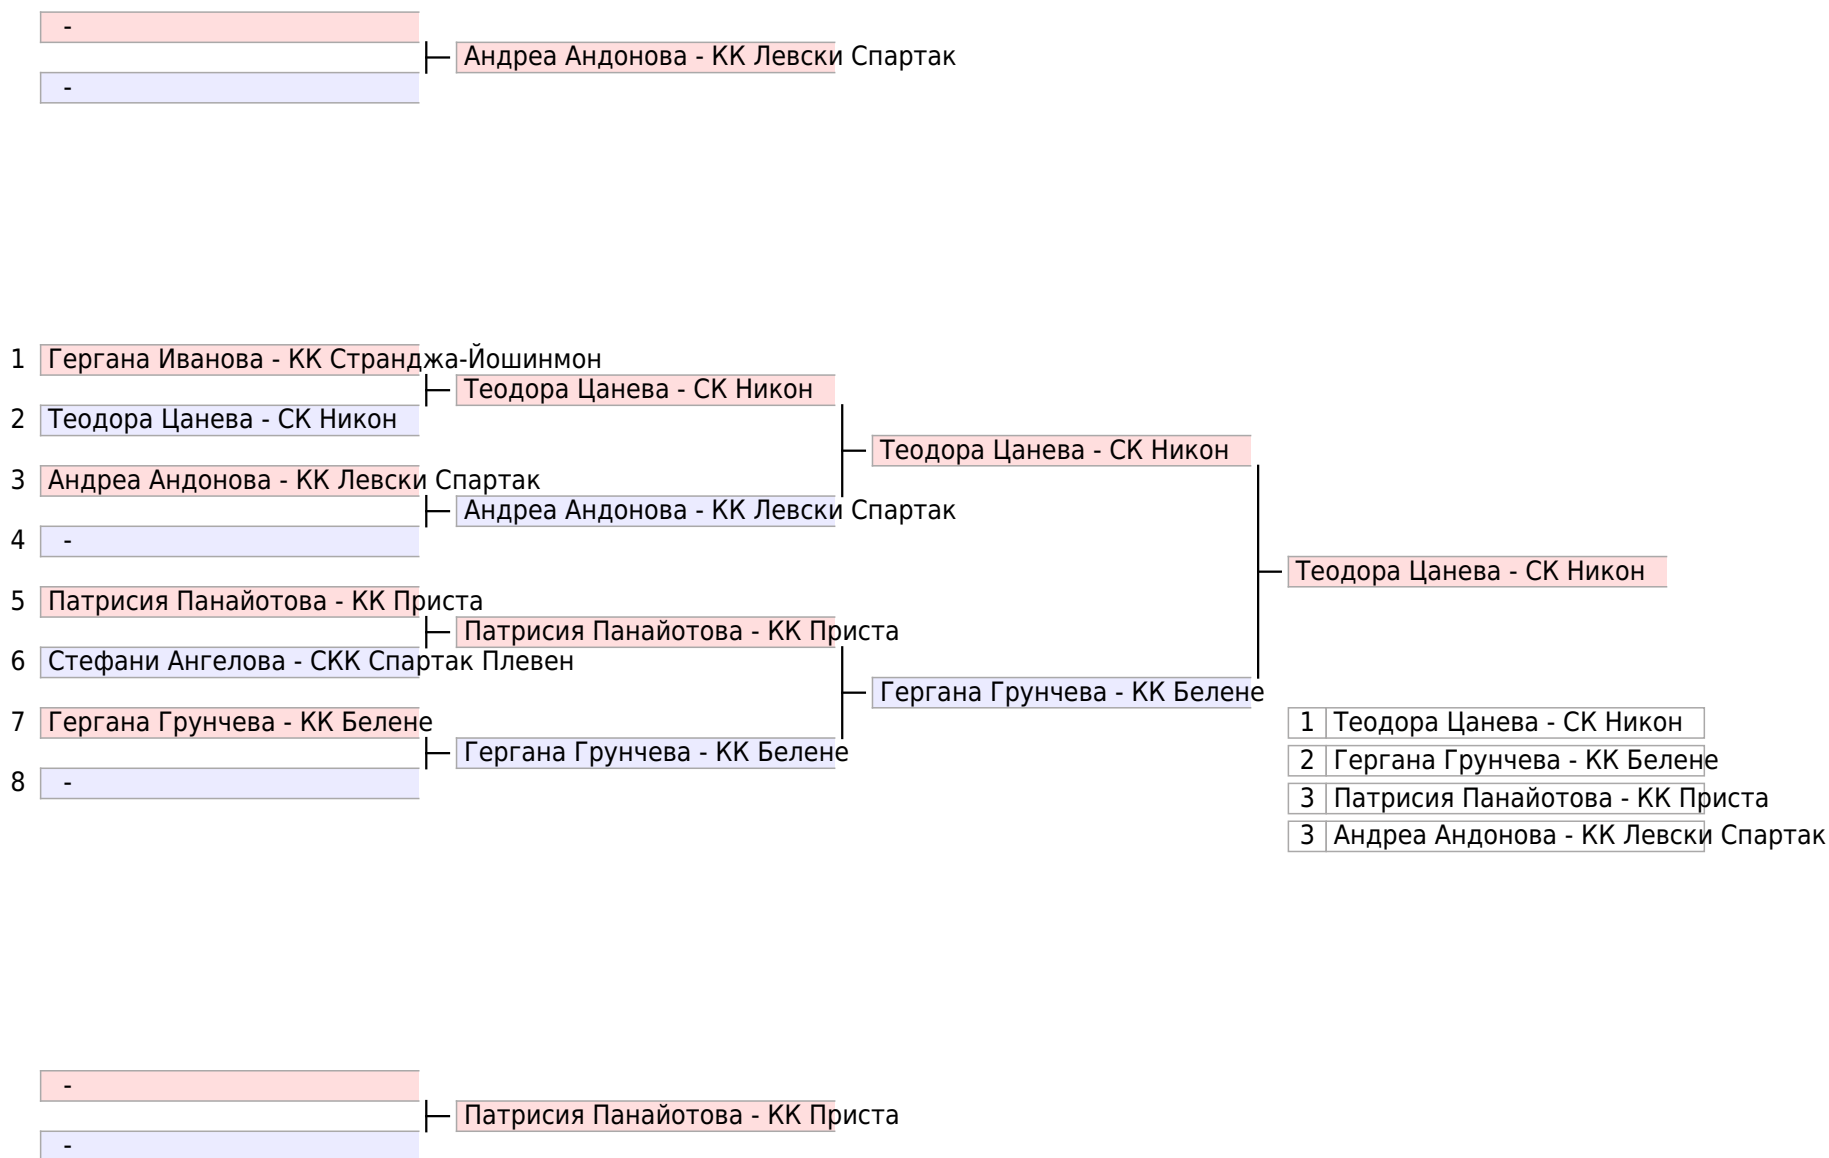 -
Андреа Андонова - КК Левски Спартак
-
1 Гергана Иванова - КК Странджа-Йошинмон
Теодора Цанева - СК Никон
2 Теодора Цанева - СК Никон
Теодора Цанева - СК Никон
3 Андреа Андонова - КК Левски Спартак
Андреа Андонова - КК Левски Спартак
4 -
Теодора Цанева - СК Никон
5 Патрисия Панайотова - КК Приста
Патрисия Панайотова - КК Приста
6 Стефани Ангелова - СКК Спартак Плевен
Гергана Грунчева - КК Белене
7 Гергана Грунчева - КК Белене
Гергана Грунчева - КК Белене
8 -
1 Теодора Цанева - СК Никон
2 Гергана Грунчева - КК Белене
3 Патрисия Панайотова - КК Приста
3 Андреа Андонова - КК Левски Спартак
-
Патрисия Панайотова - КК Приста
-